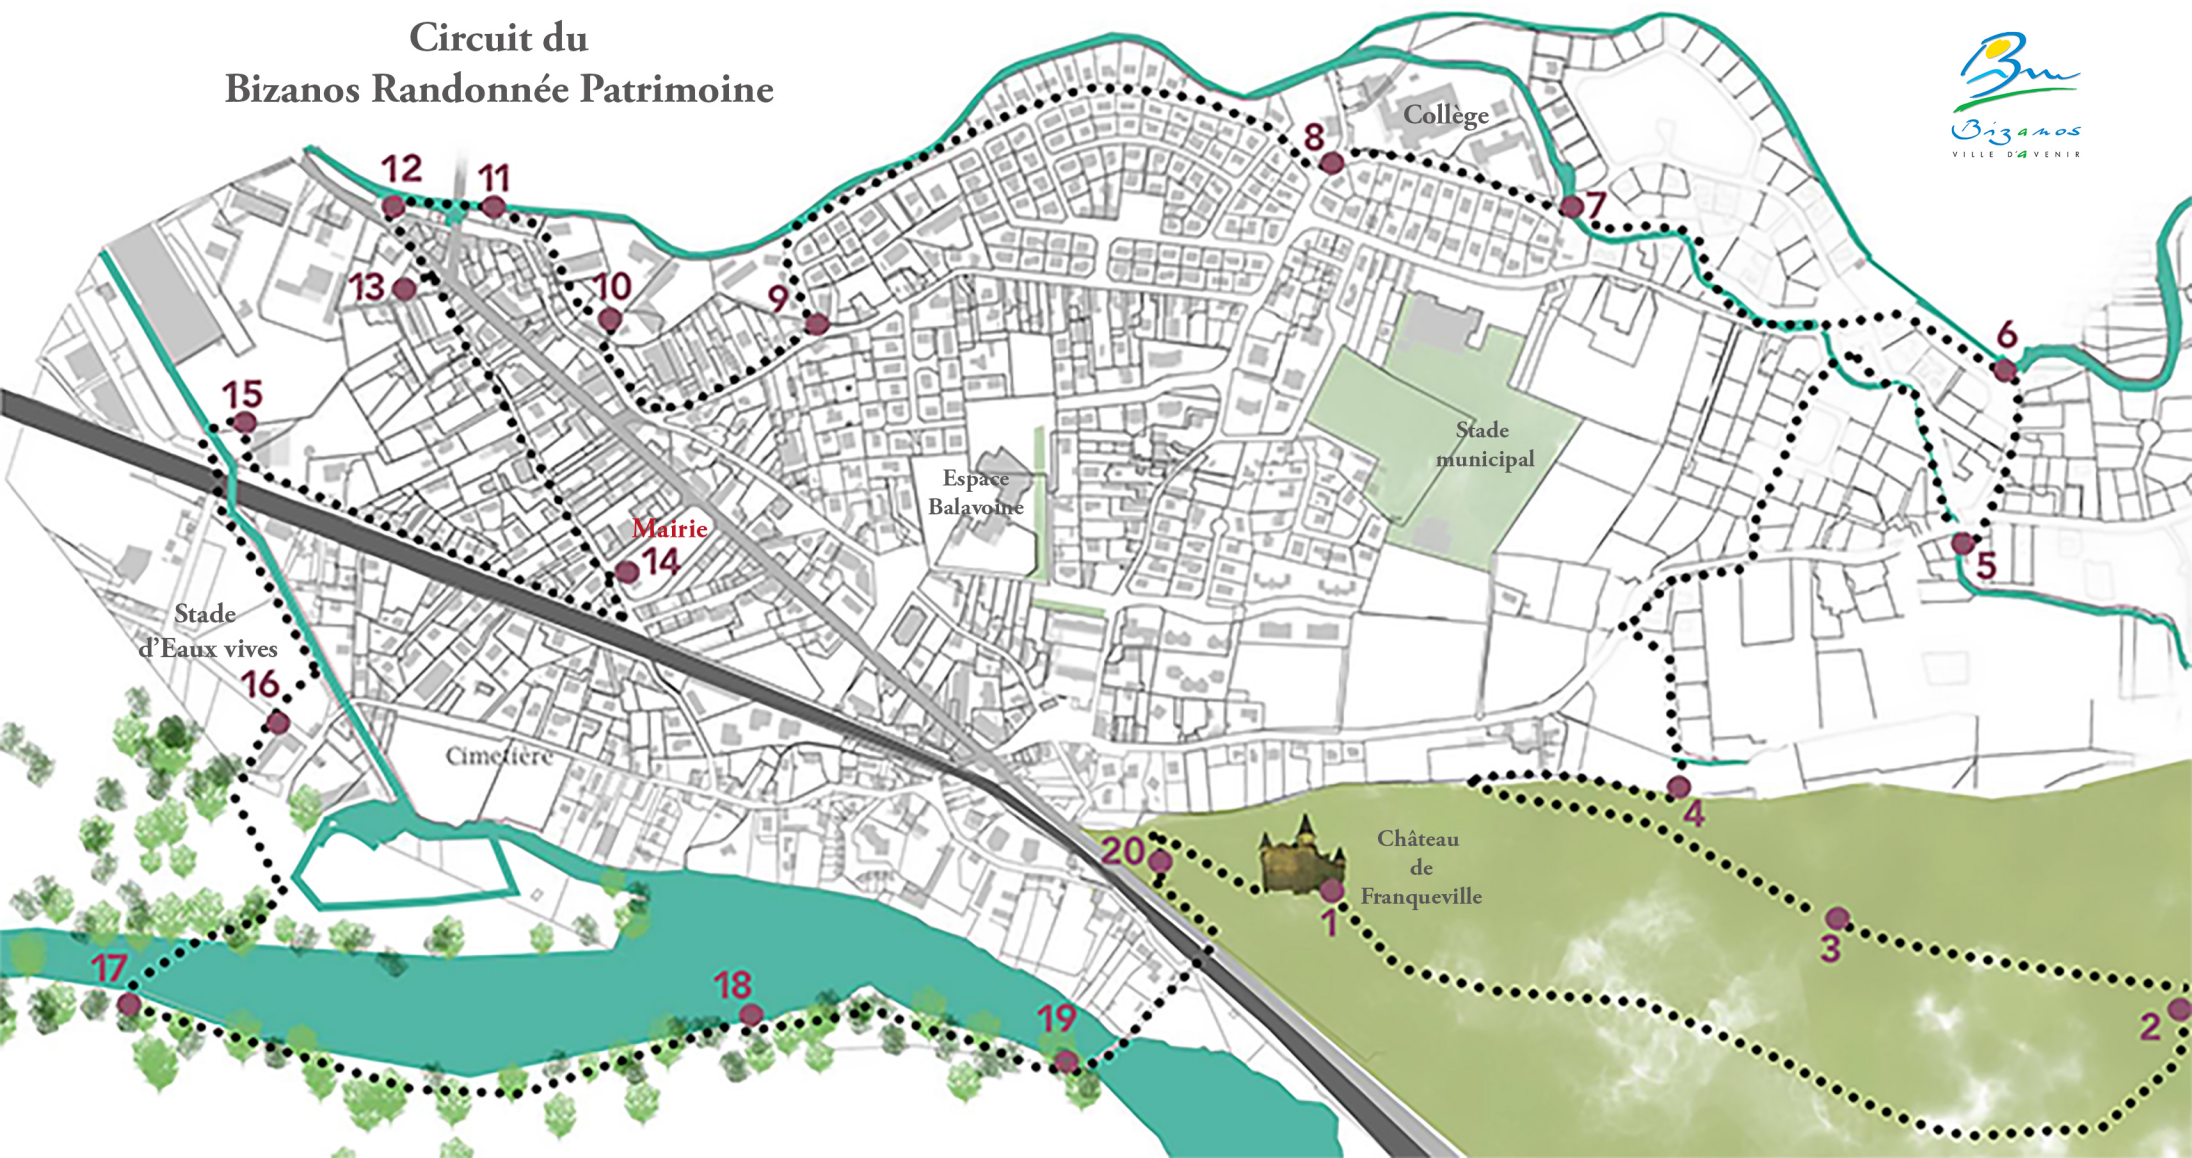 Circuit du
Bizanos Randonnée Patrimoine
Bizanos
VILLE D'AVENIR
Collège
8
7
12
11
13
10
9
6
15
Stade
municipal
Espace
Balavoine
Mairie
14
5
Stade
d'Eaux vives
16
Cimetière
4
20
Château
de
Franqueville
1
3
17
18
19
2